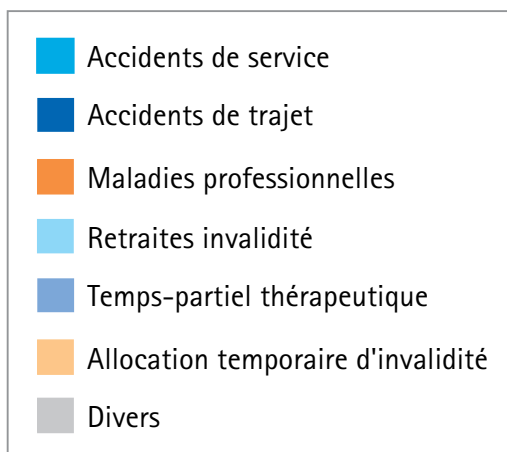 Accidents de service
Accidents de trajet
Maladies professionnelles
Retraites invalidité
Temps-partiel thérapeutique
Allocation temporaire d'invalidité
Divers